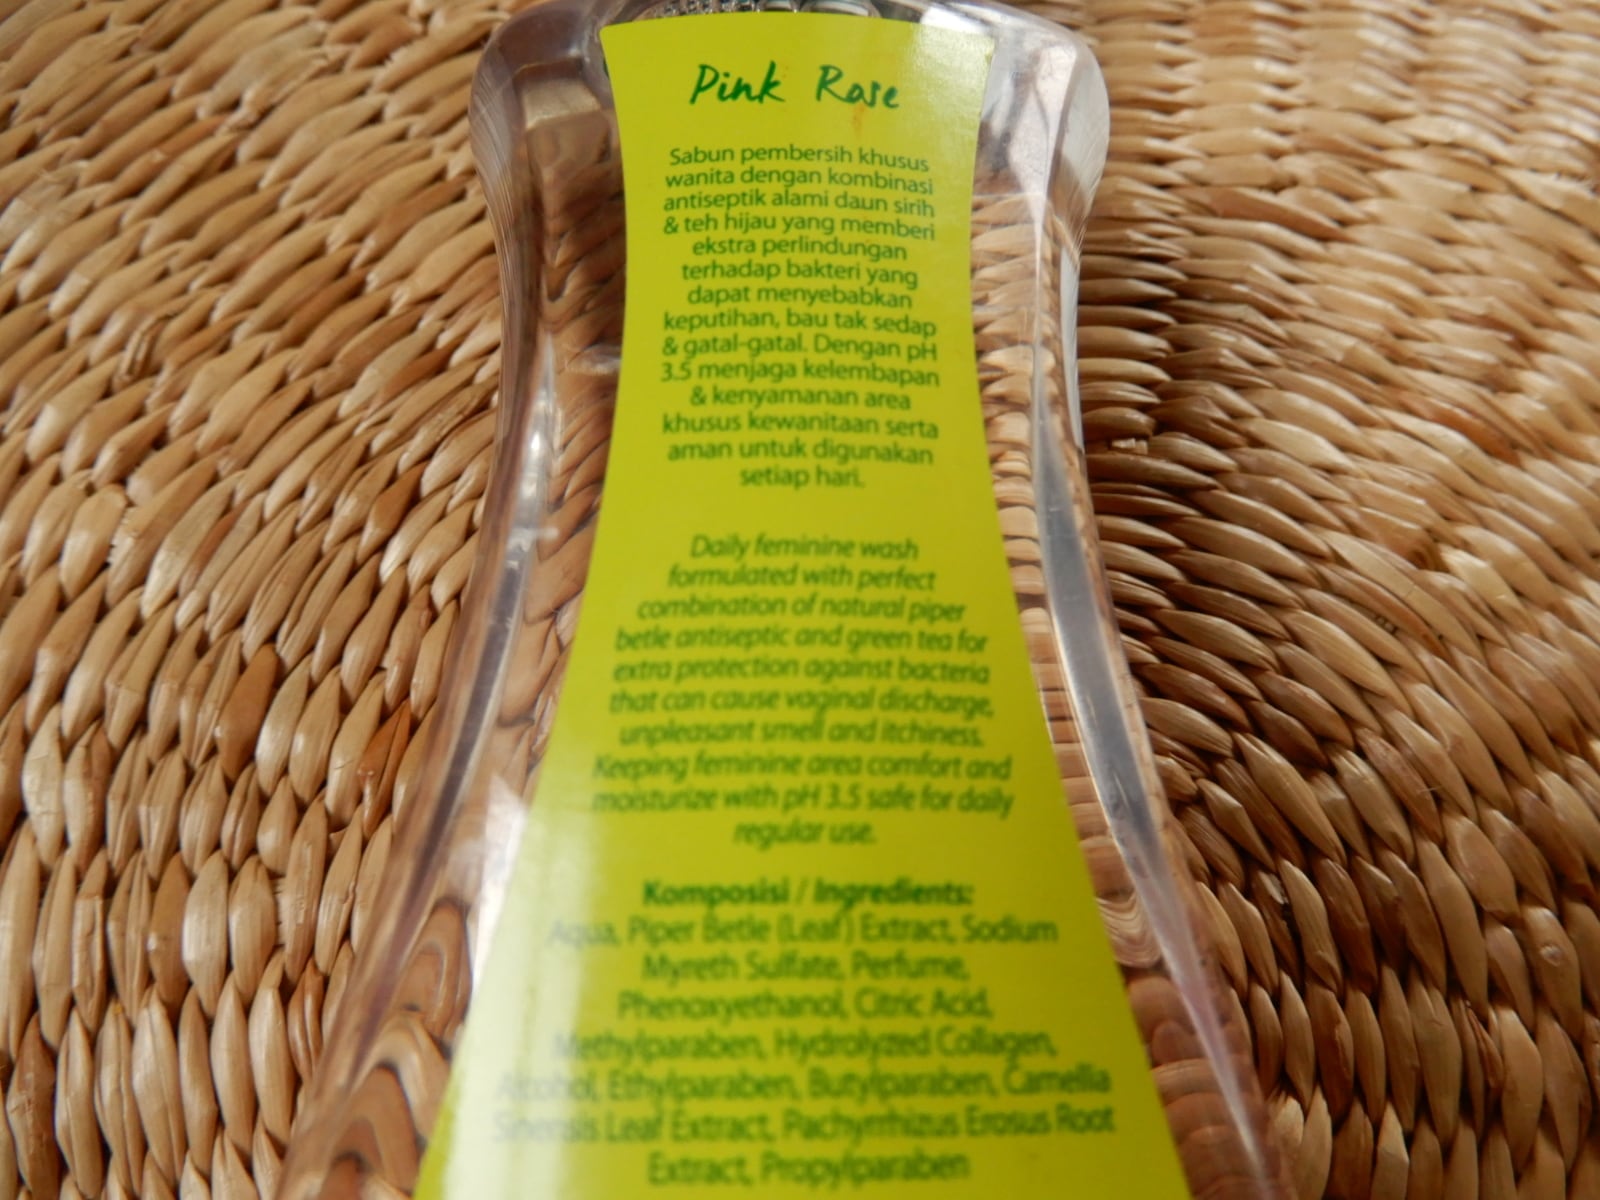 Pink Rose
Sabun pembersih khusus
wanita dengan kombinasi
antiseptik alami daun sirih
& teh hijau yang memberi
ekstra perlindungan
terhadap bakteri yang
dapat menyebabkan
keputihan, bau tak sedap
& gatal-gatal. Dengan pH
3.5 menjaga kelembapan
& kenyamanan area
khusus kewanitaan serta
aman untuk digunakan
setiap hari.
Daily feminine wash
formulated with perfect
combination of natural piper
betle antiseptic and green tea for
extra protection against bacteria
that can cause vaginal discharge,
unpleasant smell and itchiness.
Keeping feminine area comfort and
moisturize with pH 3.5 safe for daily
regular use.
Komposisi / Ingredients:
Aqua, Piper Betle (Leaf) Extract, Sodium
Myreth Sulfate, Perfume,
Phenoxyethanol, Citric Acid,
Methylparaben, Hydrolyzed Collagen,
Alcohol, Ethylparaben, Butylparaben, Camellia
Sinensis Leaf Extract, Pachyrrhizus Erosus Root
Extract, Propylparaben